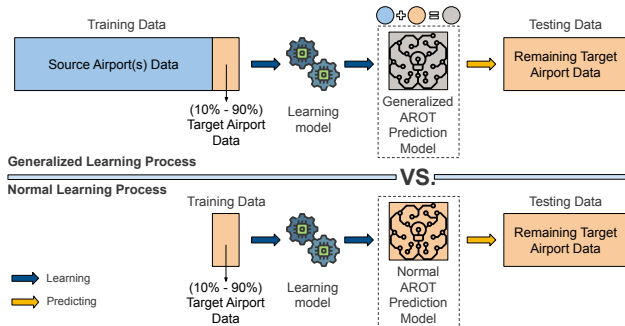 Training Data
Testing Data
+ =
Source Airport(s) Data
Remaining Target
Airport Data
(10% - 90%)
Target Airport
Data
Learning
model
Generalized
AROT
Prediction
Model
Generalized Learning Process
VS.
Normal Learning Process
Training Data
Testing Data
Remaining Target
Airport Data
Learning
Predicting
(10% - 90%)
Target Airport
Data
Learning
model
Normal
AROT
Prediction
Model